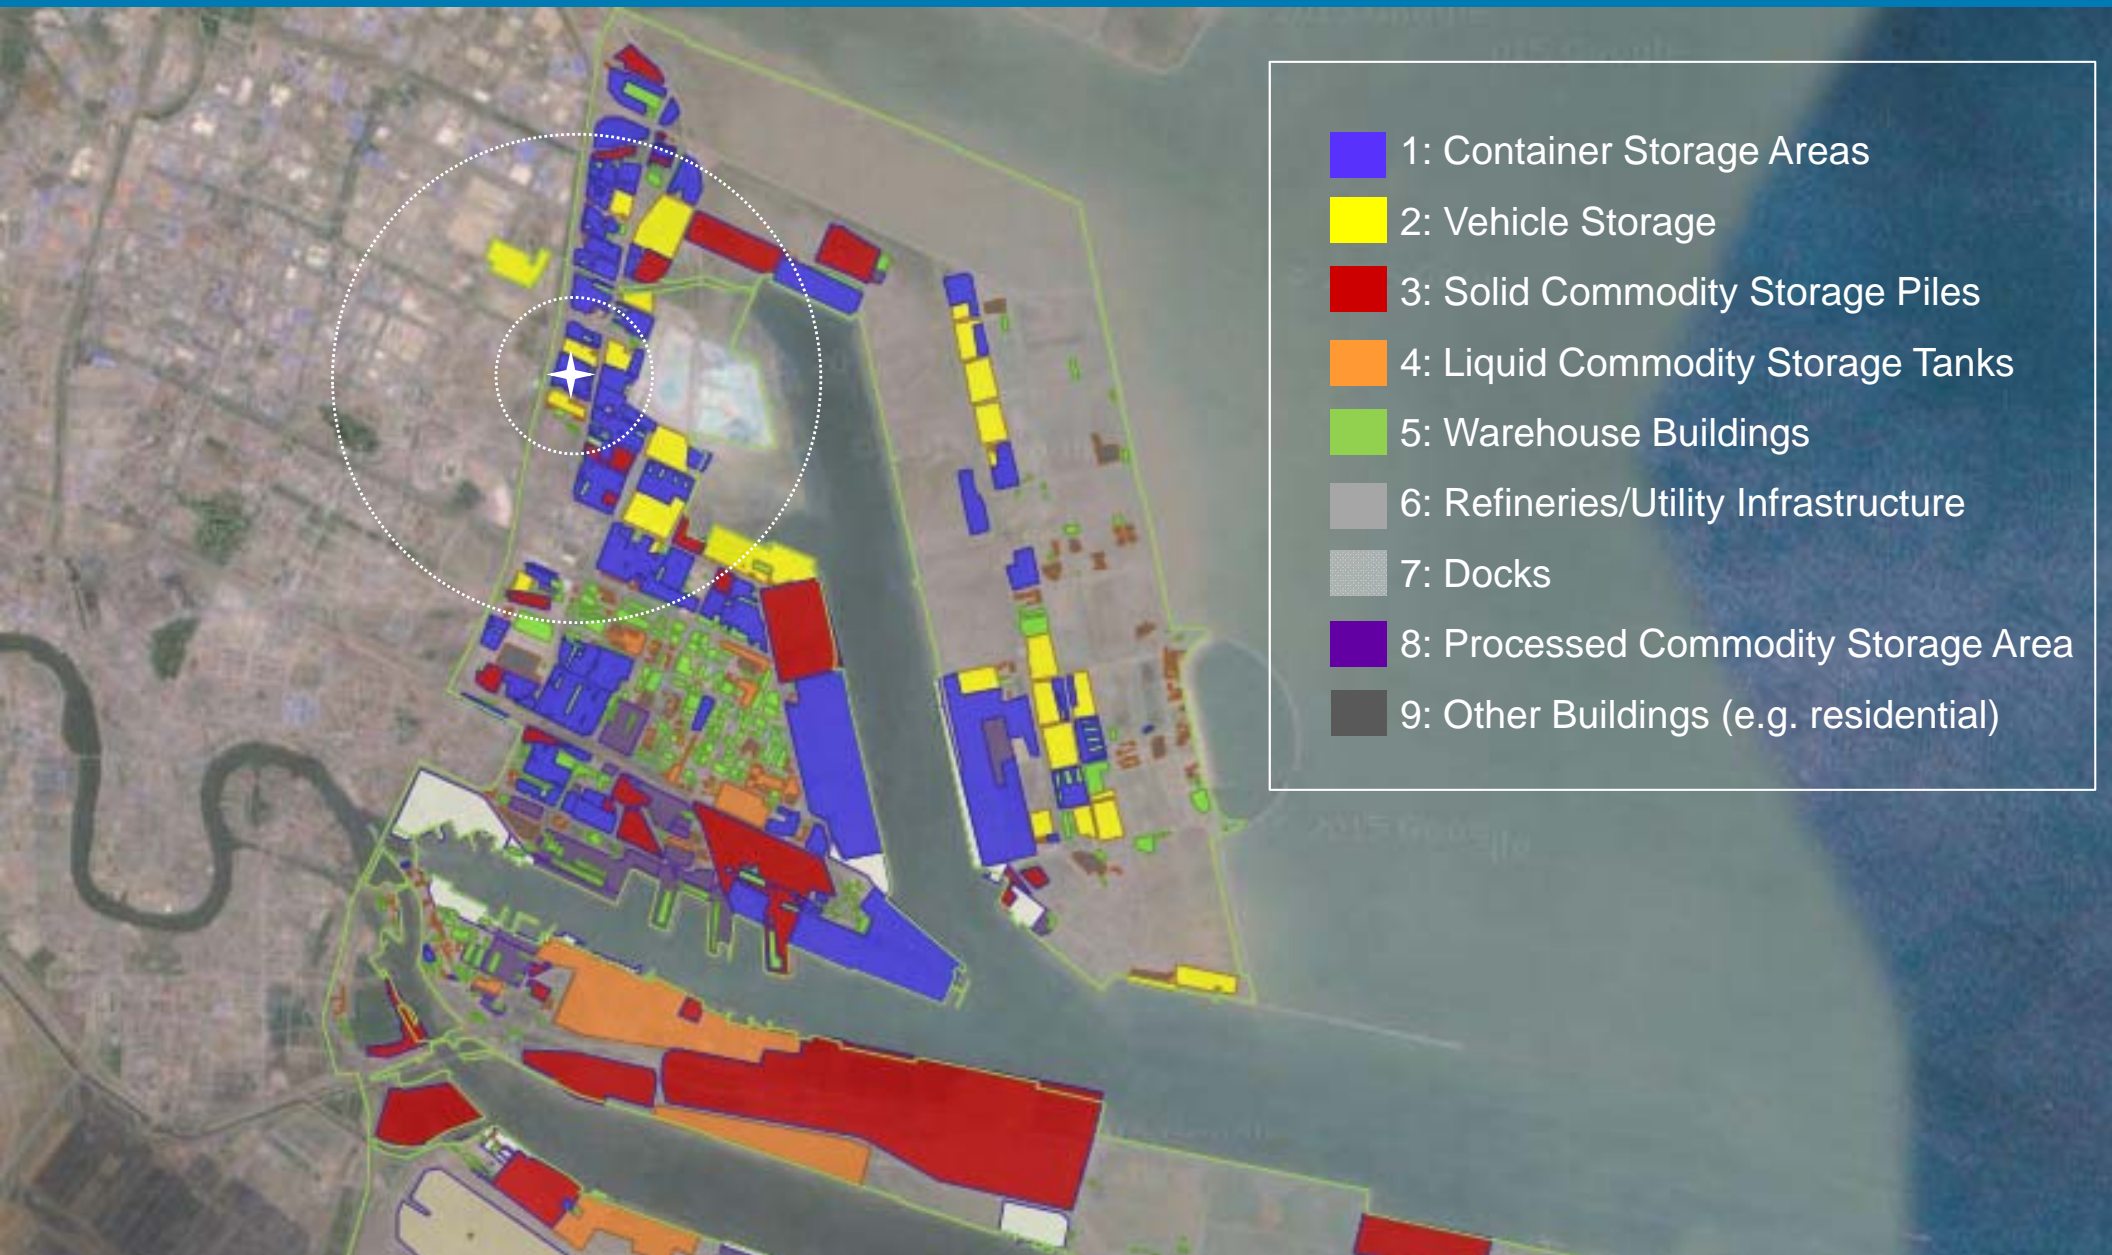 1: Container Storage Areas
2: Vehicle Storage
3: Solid Commodity Storage Piles
4: Liquid Commodity Storage Tanks
5: Warehouse Buildings
6: Refineries/Utility Infrastructure
7: Docks
8: Processed Commodity Storage Area
9: Other Buildings (e.g. residential)